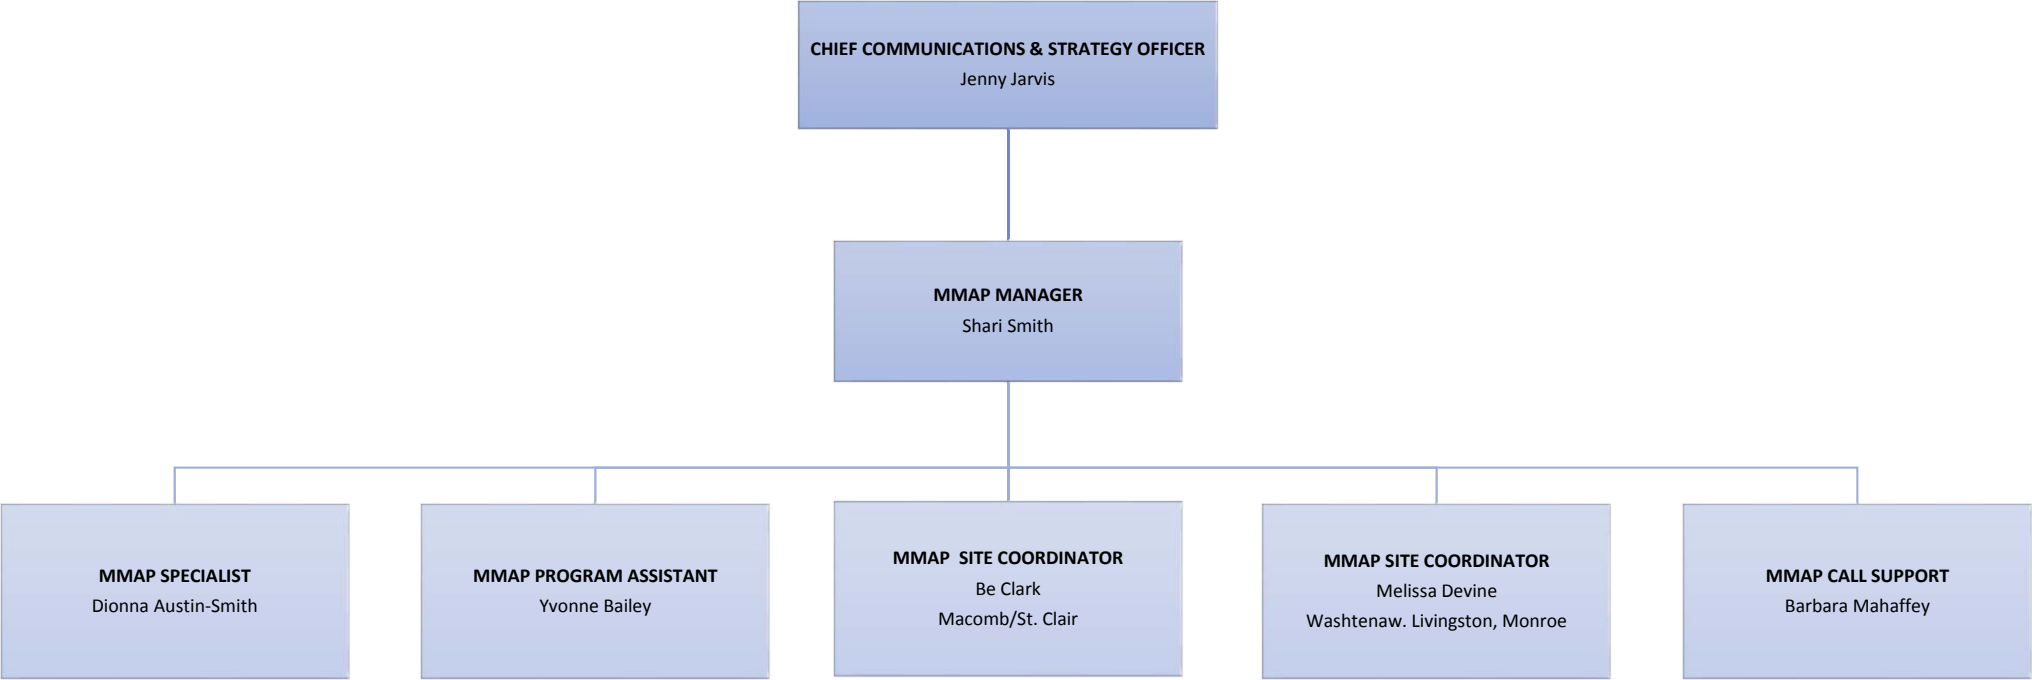 CHIEF COMMUNICATIONS & STRATEGY OFFICER
Jenny Jarvis
MMAP MANAGER
Shari Smith
MMAP SPECIALIST
Dionna Austin-Smith
MMAP PROGRAM ASSISTANT
Yvonne Bailey
MMAP  SITE COORDINATOR
Be Clark
Macomb/St. Clair
MMAP SITE COORDINATOR
Melissa Devine
Washtenaw. Livingston, Monroe
MMAP CALL SUPPORT
Barbara Mahaffey